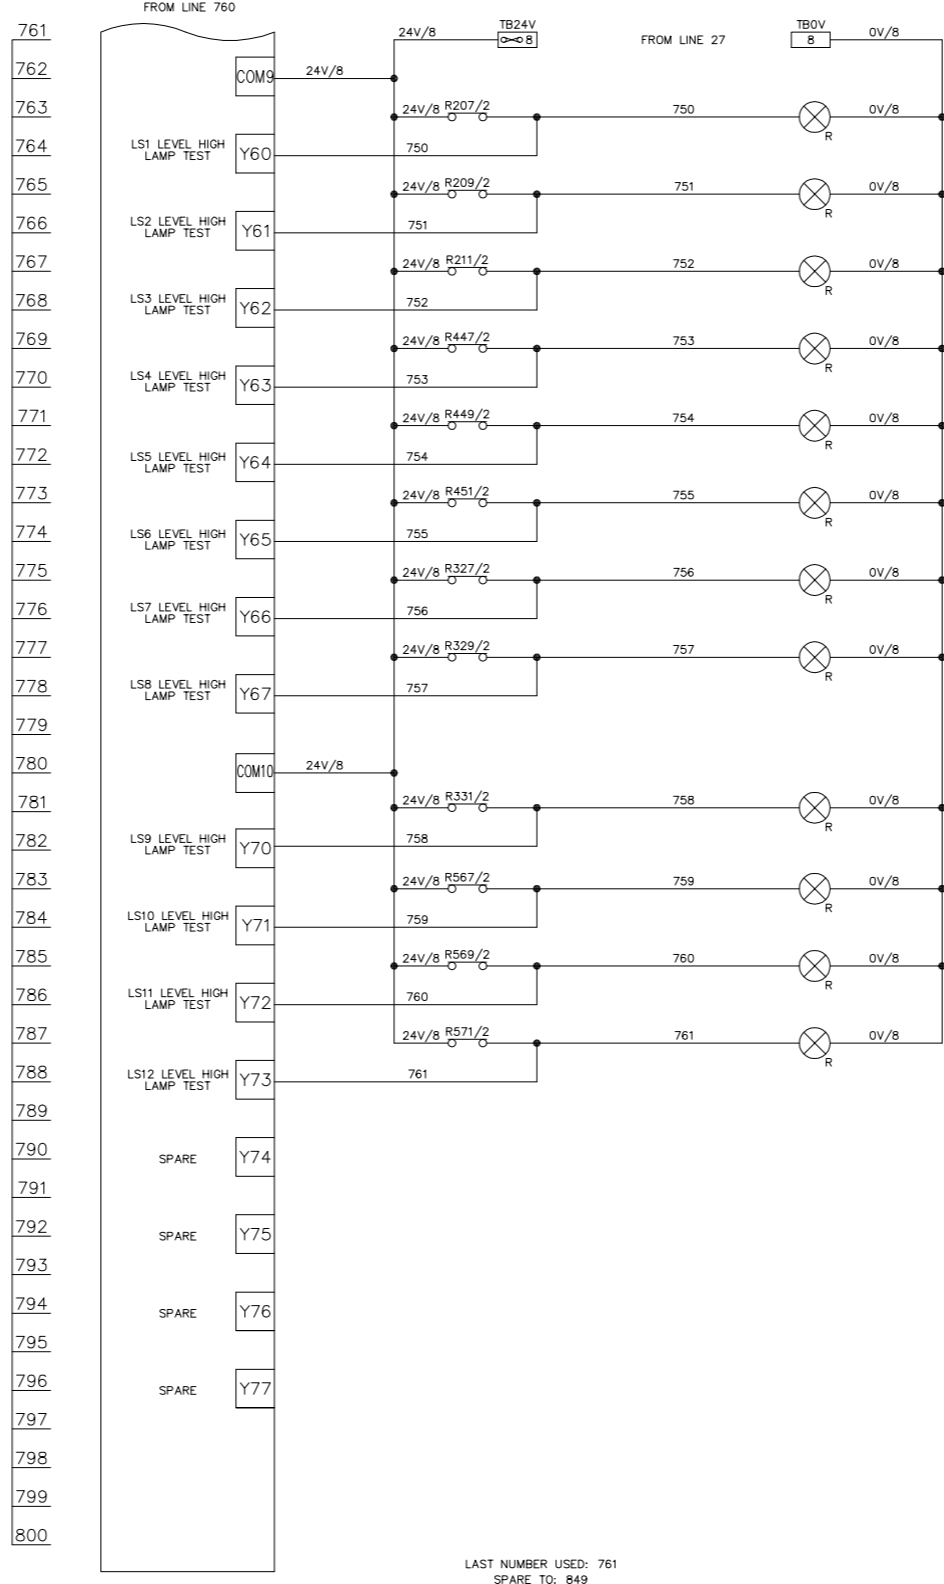 FROM LINE 760
761
24V/8
TB24V
8
FROM LINE 27
TB0V
8
0V/8
762
COM9
24V/8
763
24V/8
R207/2
750
R
0V/8
764
LS1 LEVEL HIGH
LAMP TEST
Y60
750
765
24V/8
R209/2
751
R
0V/8
766
LS2 LEVEL HIGH
LAMP TEST
Y61
751
767
24V/8
R211/2
752
R
0V/8
768
LS3 LEVEL HIGH
LAMP TEST
Y62
752
769
24V/8
R447/2
753
R
0V/8
770
LS4 LEVEL HIGH
LAMP TEST
Y63
753
771
24V/8
R449/2
754
R
0V/8
772
LS5 LEVEL HIGH
LAMP TEST
Y64
754
773
24V/8
R451/2
755
R
0V/8
774
LS6 LEVEL HIGH
LAMP TEST
Y65
755
775
24V/8
R327/2
756
R
0V/8
776
LS7 LEVEL HIGH
LAMP TEST
Y66
756
777
24V/8
R329/2
757
R
0V/8
778
LS8 LEVEL HIGH
LAMP TEST
Y67
757
779
780
COM10
24V/8
781
24V/8
R331/2
758
R
0V/8
782
LS9 LEVEL HIGH
LAMP TEST
Y70
758
783
24V/8
R567/2
759
R
0V/8
784
LS10 LEVEL HIGH
LAMP TEST
Y71
759
785
24V/8
R569/2
760
R
0V/8
786
LS11 LEVEL HIGH
LAMP TEST
Y72
760
787
24V/8
R571/2
761
R
0V/8
788
LS12 LEVEL HIGH
LAMP TEST
Y73
761
789
790
SPARE
Y74
791
792
SPARE
Y75
793
794
SPARE
Y76
795
796
SPARE
Y77
797
798
799
800
LAST NUMBER USED: 761
SPARE TO: 849